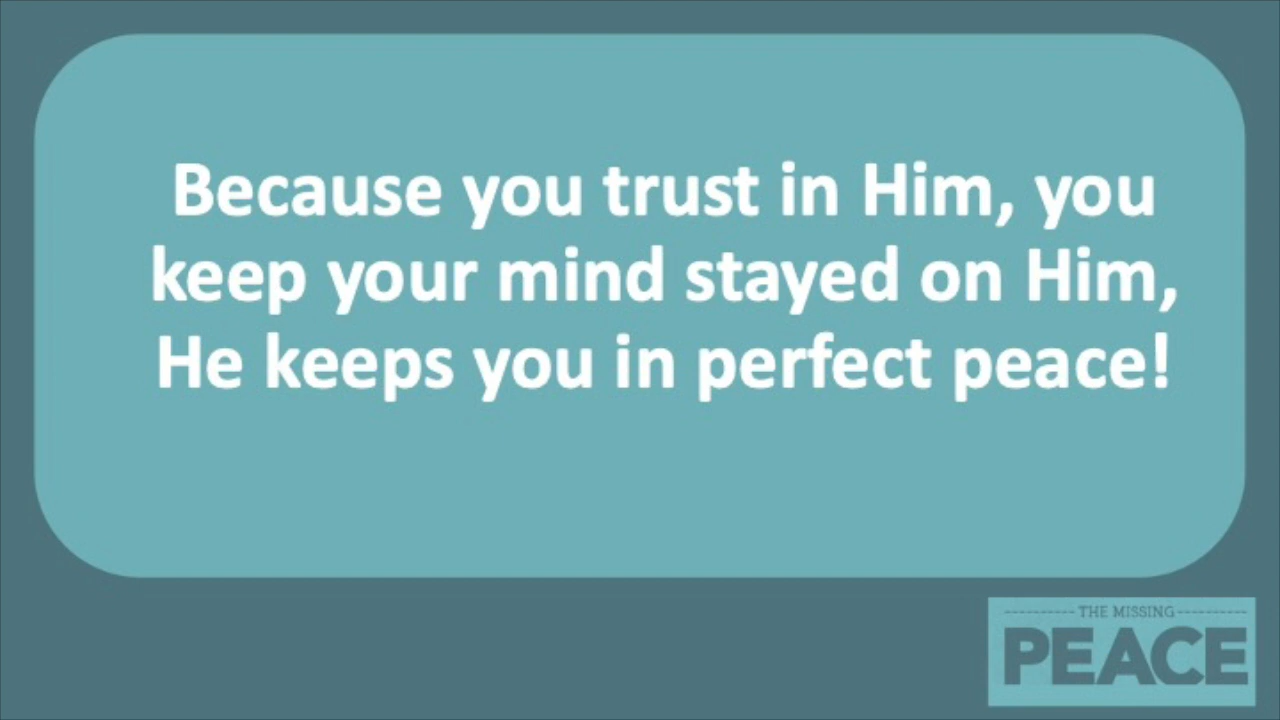 Because you trust in Him, you
keep your mind stayed on Him,
He keeps you in perfect peace!
THE MISSING
PEACE